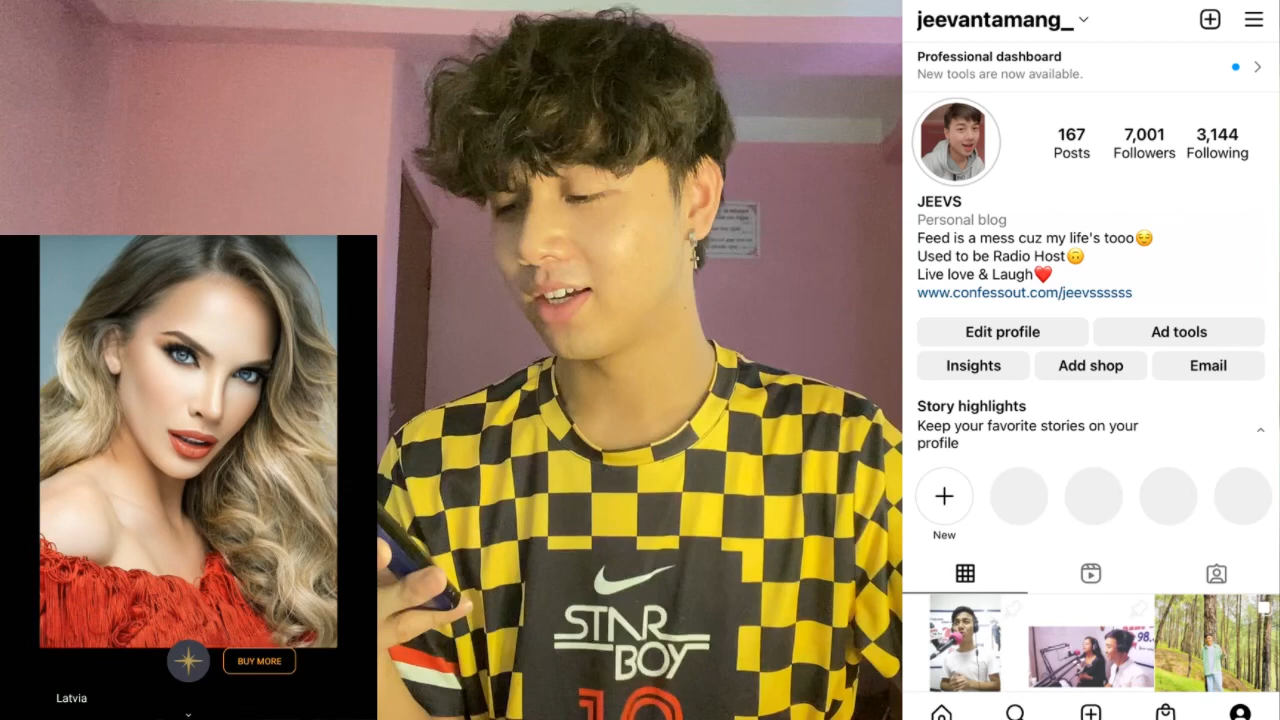 BUY MORE
Latvia
STAR
BOY
10
jeevantamang_
Professional dashboard
New tools are now available.
167 7,001 3,144
Posts Followers Following
JEEVS
Personal blog
Feed is a mess cuz my life's tooo😌
Used to be Radio Host🙃
Live love & Laugh❤️
www.confessout.com/jeevssssss
Edit profile Ad tools
Insights Add shop Email
Story highlights
Keep your favorite stories on your
profile
New
98.